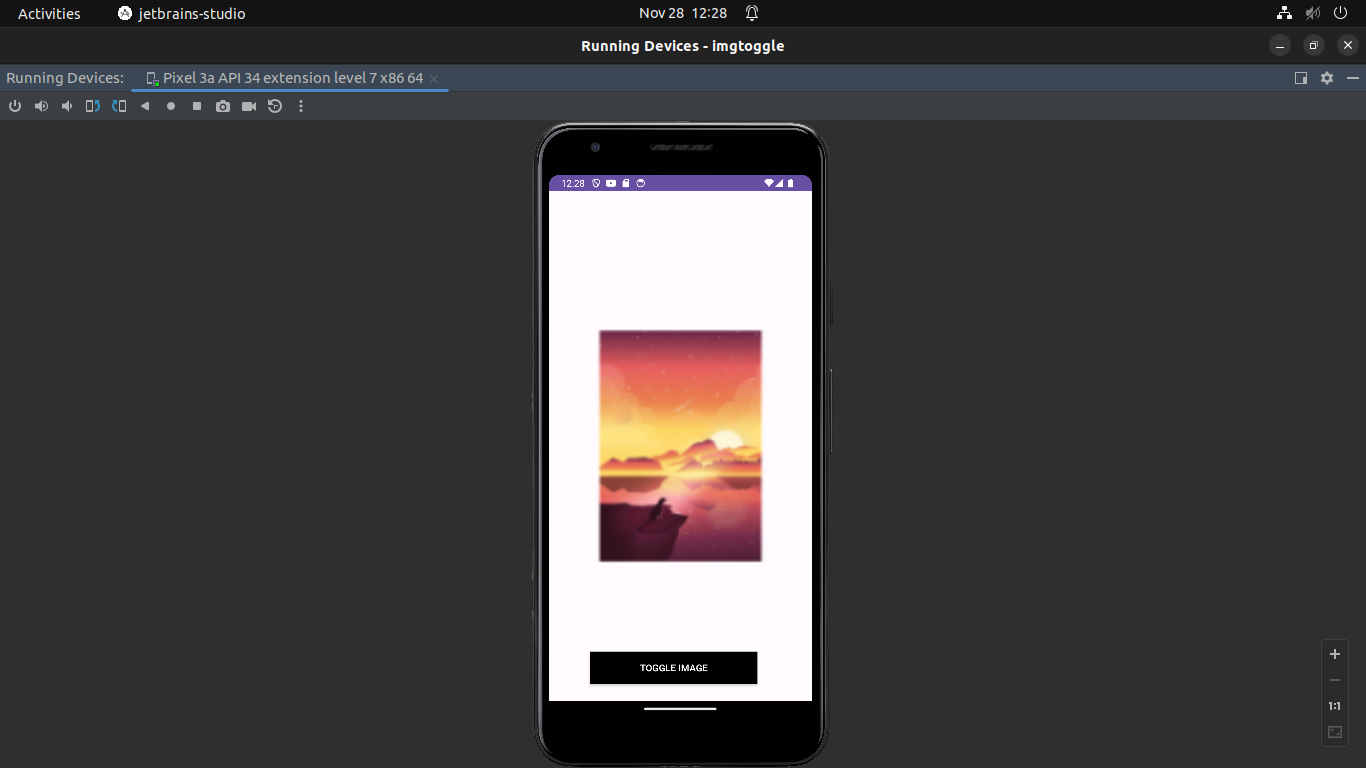 Activities jetbrains-studio Nov 28 12:28
Running Devices - imgtoggle
Running Devices: Pixel 3a API 34 extension level 7 x86 64
12:28
TOGGLE IMAGE
1:1